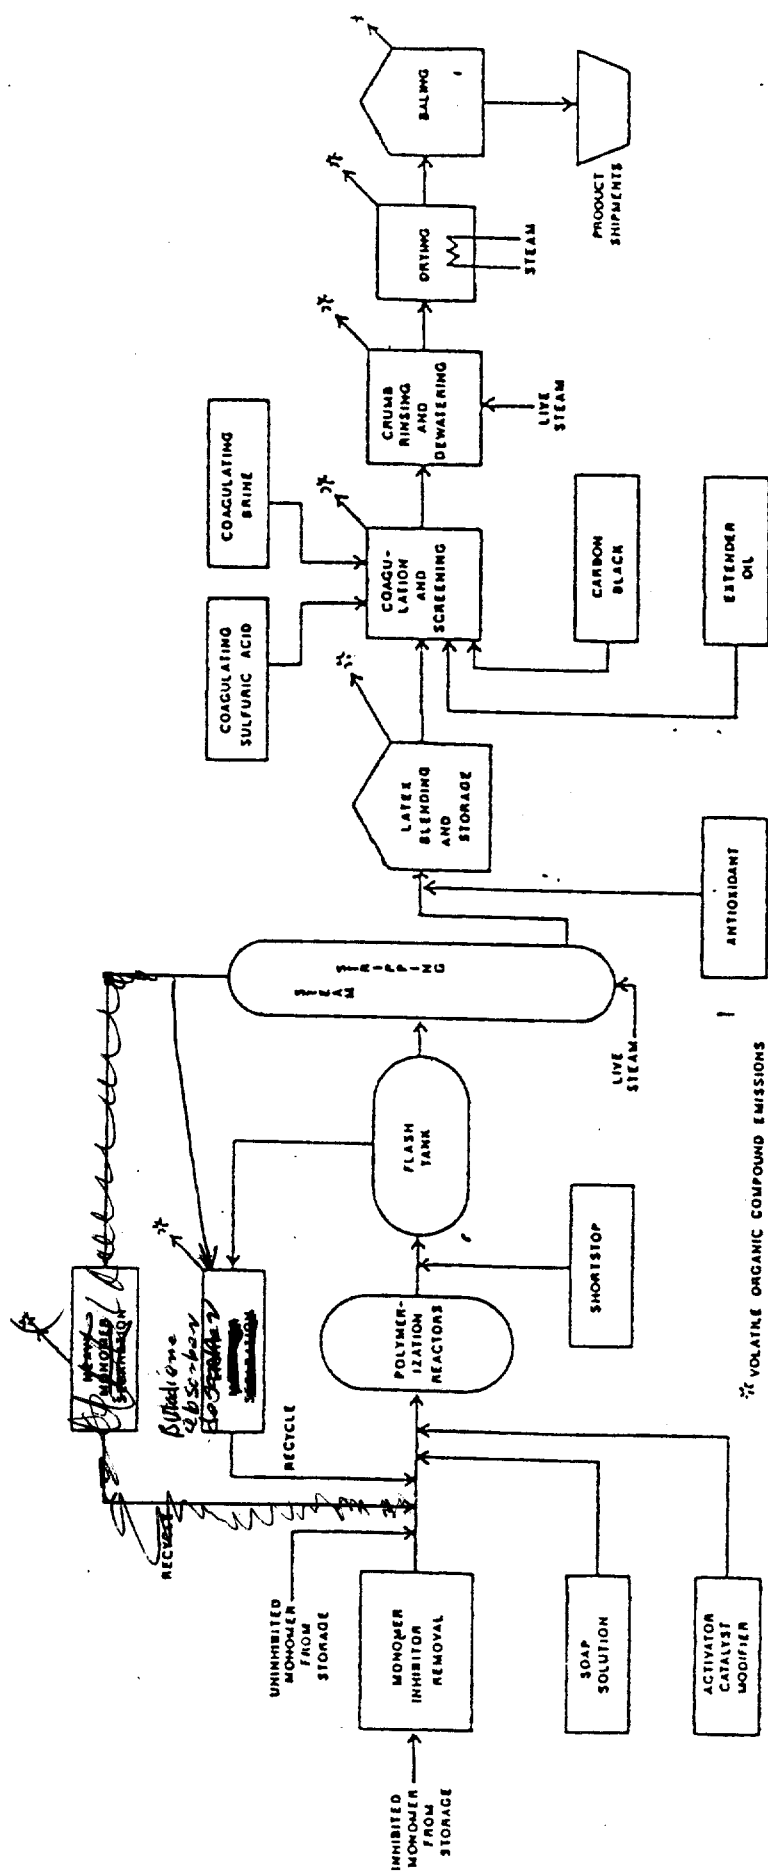 INHIBITED
MONOMER
FROM
STORAGE
MONOMER
INHIBITOR
REMOVAL
UNINHIBITED
MONOMER
FROM
STORAGE
SOAP
SOLUTION
ACTIVATOR
CATALYST
MODIFIER
RECYCLE
RECYCLE
MONOMER
Butadiene
absorber
POLYMER-
IZATION
REACTORS
SHORTSTOP
FLASH
TANK
STEAM
STRIPPING
LIVE
STEAM
ANTIOXIDANT
LATEX
BLENDING
AND
STORAGE
COAGULATING
SULFURIC ACID
COAGULATING
BRINE
COAGU-
LATION
AND
SCREENING
CARBON
BLACK
EXTENDER
OIL
CRUMB
RINSING
AND
DEWATERING
LIVE
STEAM
DRYING
STEAM
BALING
PRODUCT
SHIPMENTS
* VOLATILE ORGANIC COMPOUND EMISSIONS